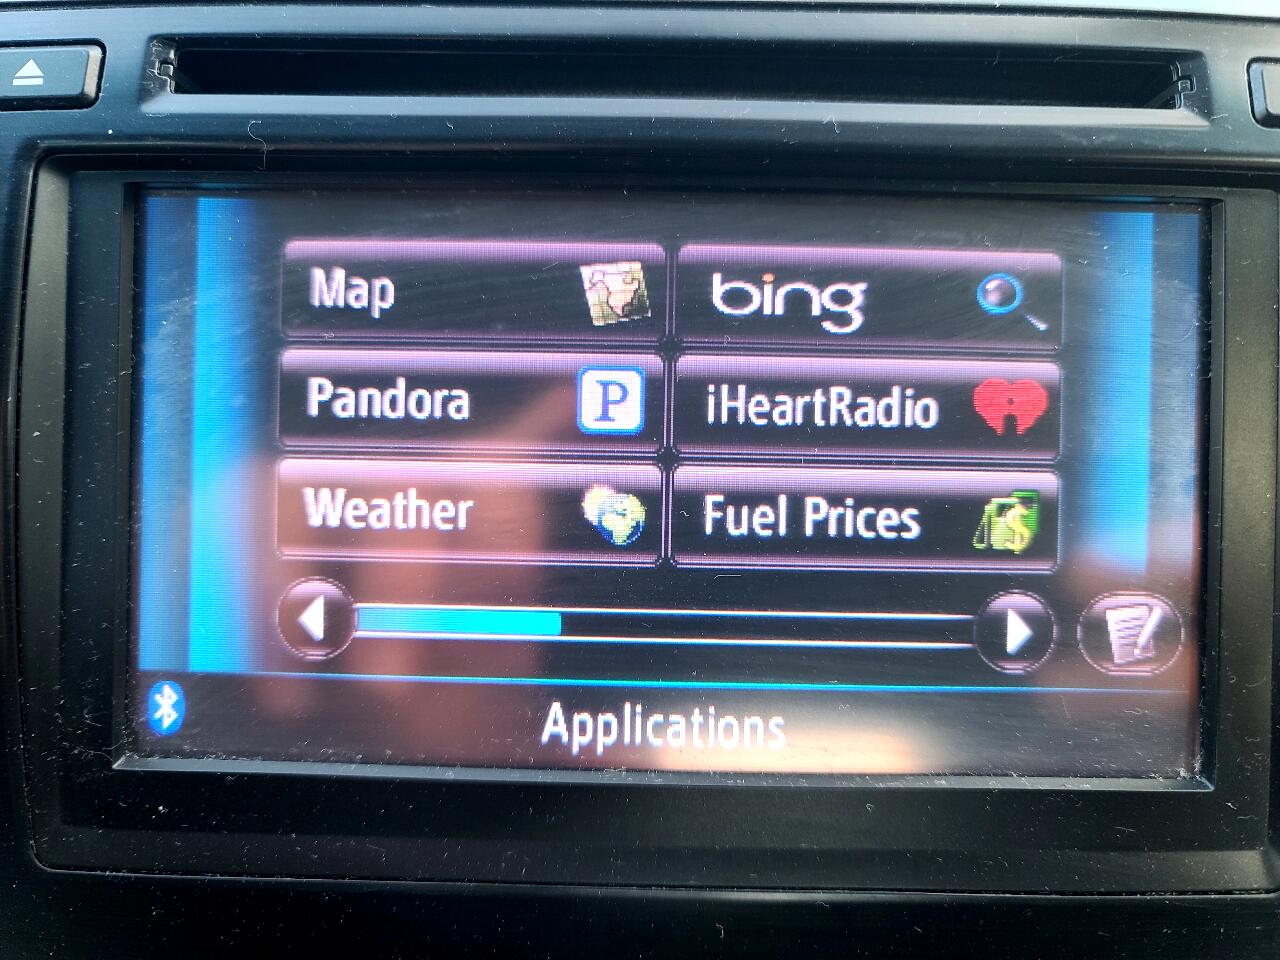 Map
bing
Pandora P
iHeartRadio
Weather
Fuel Prices
Applications